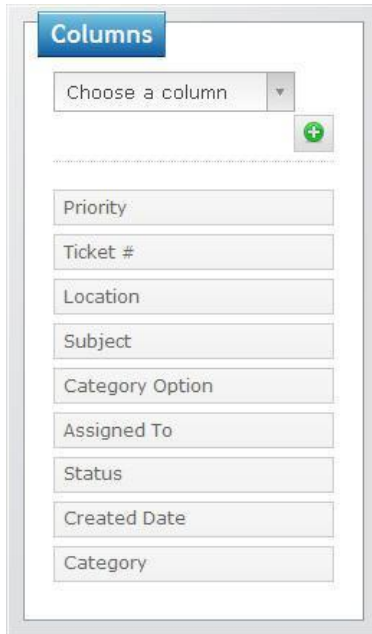 Columns
Choose a column
Priority
Ticket #
Location
Subject
Category Option
Assigned To
Status
Created Date
Category